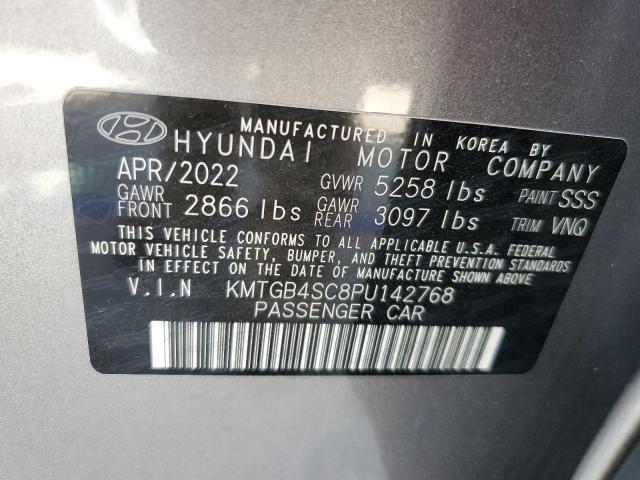 MANUFACTURED IN KOREA BY
HYUNDAI MOTOR COMPANY
APR/2022 GVWR 5258 lbs PAINT SSS
GAWR FRONT 2866 lbs GAWR REAR 3097 lbs TRIM VNQ
THIS VEHICLE CONFORMS TO ALL APPLICABLE U.S.A. FEDERAL
MOTOR VEHICLE SAFETY, BUMPER, AND THEFT PREVENTION STANDARDS
IN EFFECT ON THE DATE OF MANUFACTURE SHOWN ABOVE.
V.I.N KMTGB4SC8PU142768
PASSENGER CAR